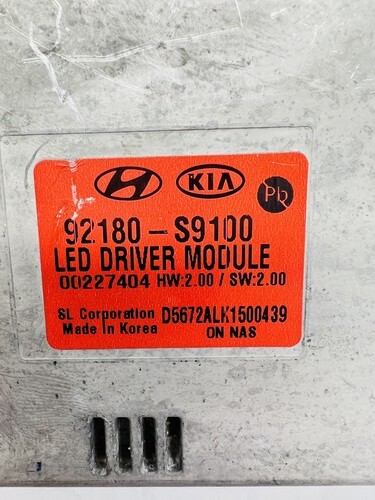 KIA
Pb
92180-S9100
LED DRIVER MODULE
00227404 HW:2.00 / SW:2.00
SL Corporation D5672ALK1500439
Made In Korea ON NAS